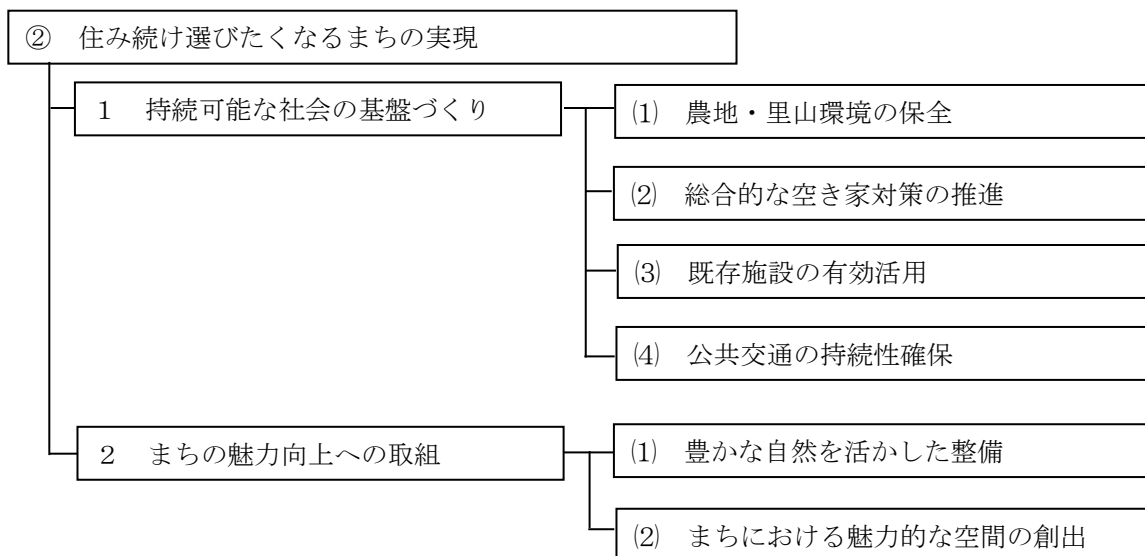 ② 住み続け選びたくなるまちの実現
1 持続可能な社会の基盤づくり
⑴ 農地・里山環境の保全
⑵ 総合的な空き家対策の推進
⑶ 既存施設の有効活用
⑷ 公共交通の持続性確保
2 まちの魅力向上への取組
⑴ 豊かな自然を活かした整備
⑵ まちにおける魅力的な空間の創出